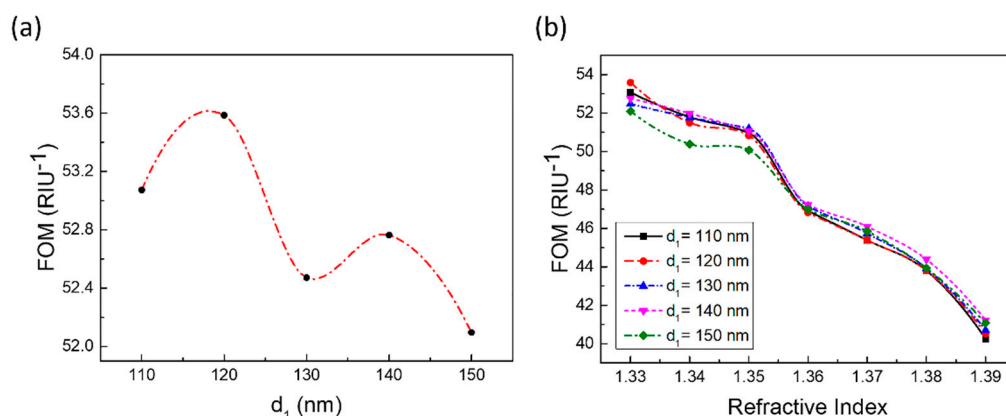 (a)
FOM (RIU⁻¹)
54.0
53.6
53.2
52.8
52.4
52.0
110 120 130 140 150
d₁ (nm)
(b)
FOM (RIU⁻¹)
54
52
50
48
46
44
42
40
d₁= 110 nm
d₁= 120 nm
d₁= 130 nm
d₁= 140 nm
d₁= 150 nm
1.33 1.34 1.35 1.36 1.37 1.38 1.39
Refractive Index